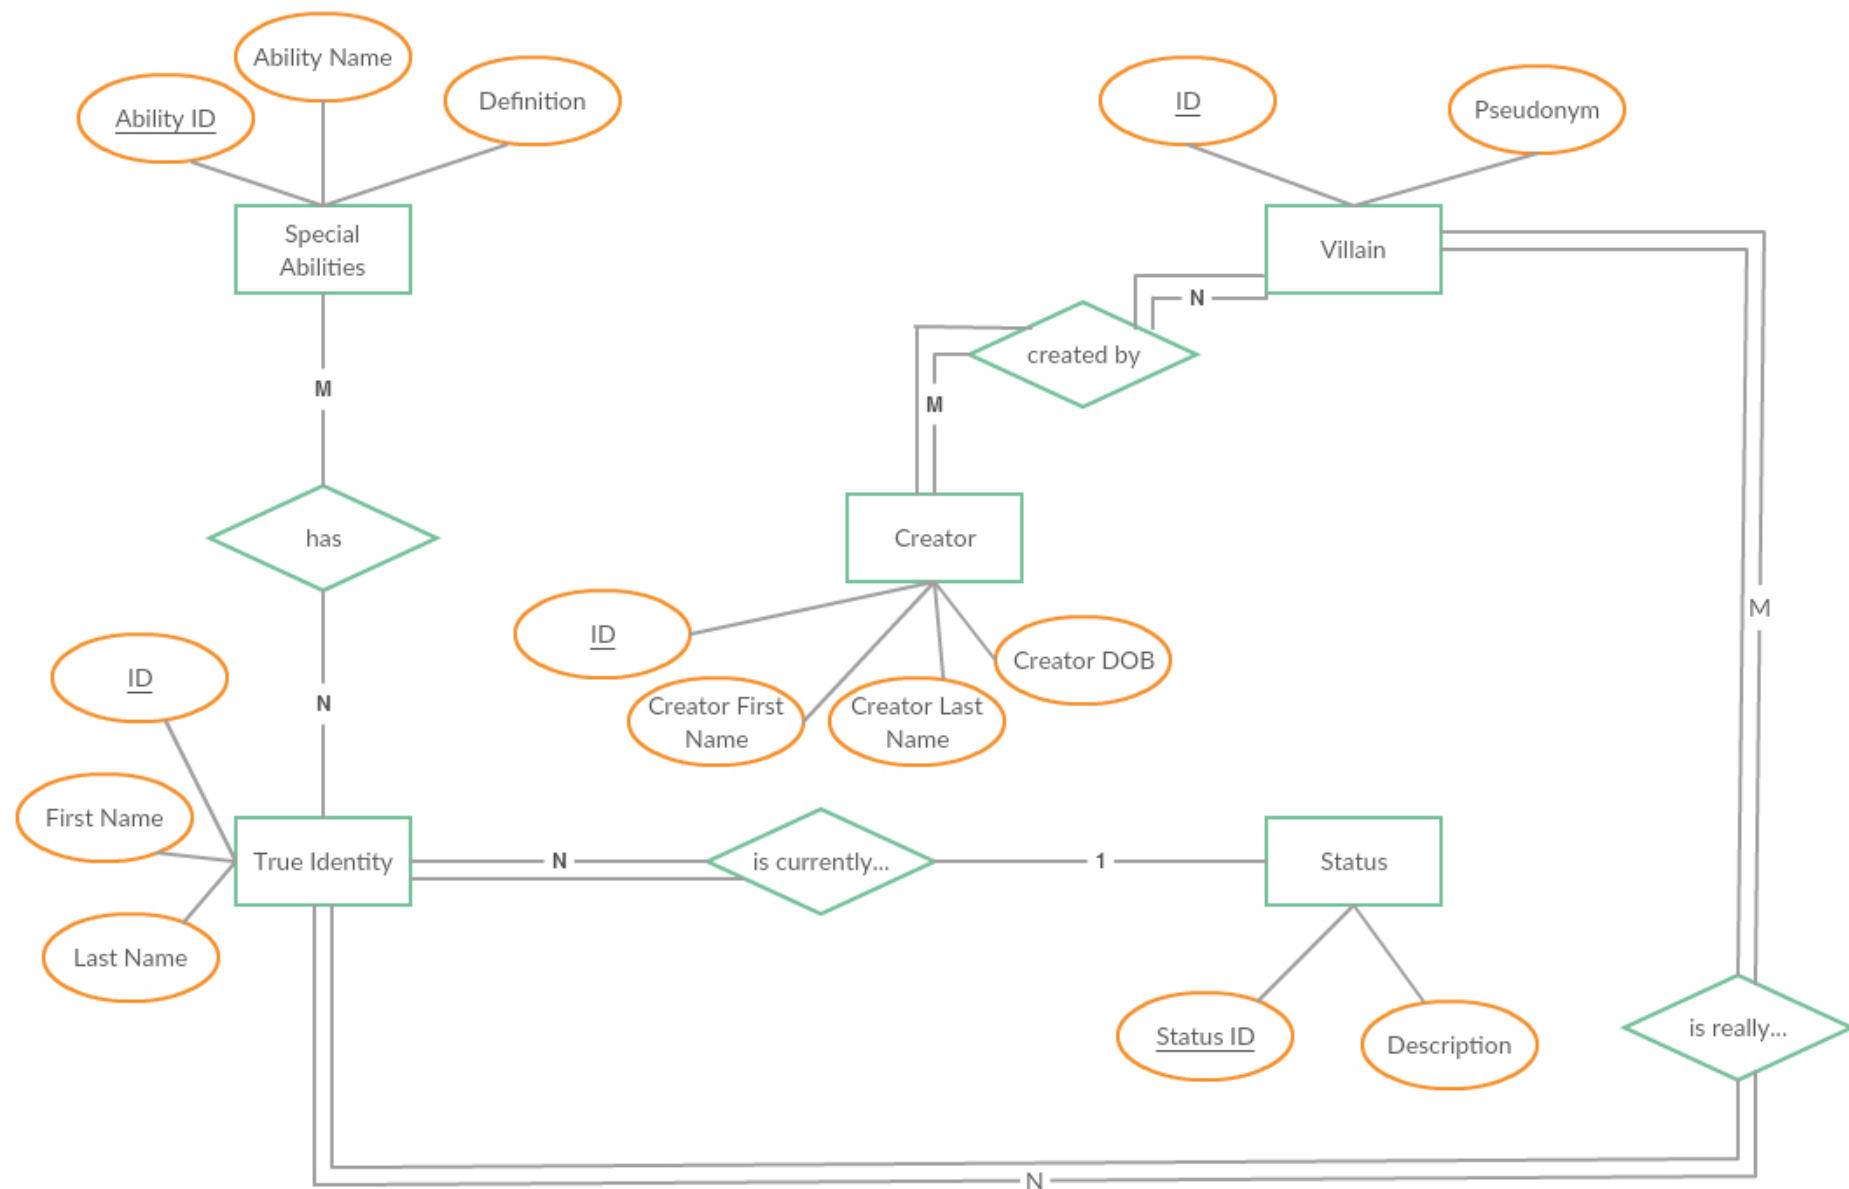 Ability Name
Ability ID
Definition
ID
Pseudonym
Special
Abilities
Villain
N
created by
M
M
has
Creator
ID
Creator DOB
Creator First
Name
Creator Last
Name
M
ID
N
First Name
True Identity
N
is currently...
1
Status
Last Name
Status ID
Description
is really...
N